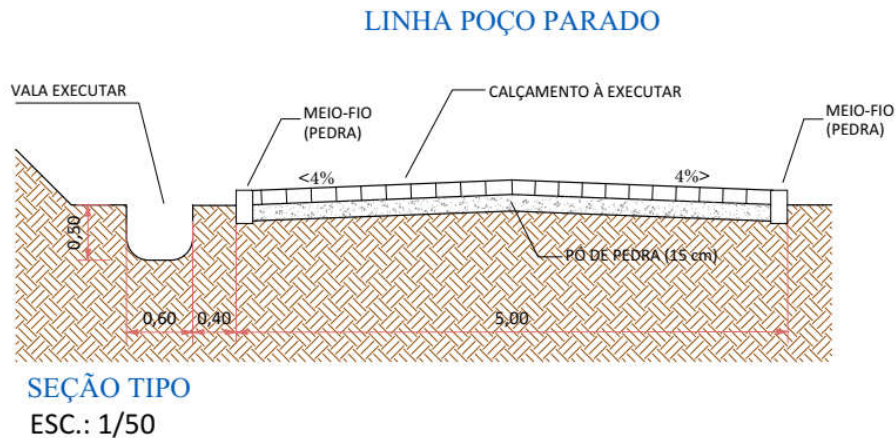 LINHA POÇO PARADO
VALA EXECUTAR
MEIO-FIO
(PEDRA)
CALÇAMENTO À EXECUTAR
MEIO-FIO
(PEDRA)
<4%
4%>
0,50
PÓ DE PEDRA (15 cm)
0,60
0,40
5,00
SEÇÃO TIPO
ESC.: 1/50